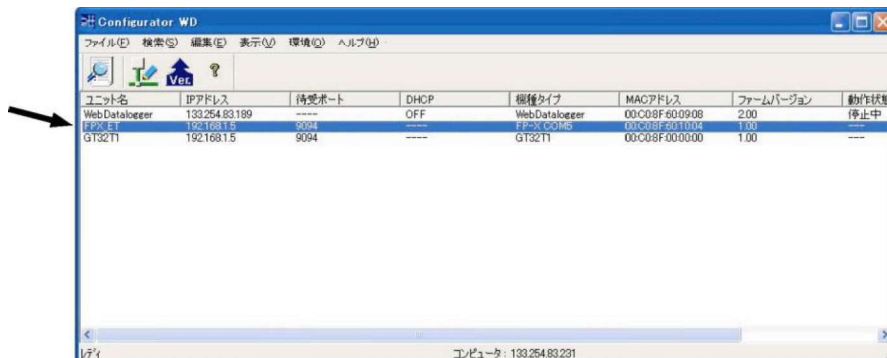 Configurator WD
ファイル(F) 検索(S) 編集(E) 表示(V) 環境(O) ヘルプ(H)
Ver.
ユニット名 IPアドレス 待受ポート DHCP 機種タイプ MACアドレス ファームバージョン 動作状態
WebDatalogger 133.254.83.189 ---- OFF WebDatalogger 00:C0:8F:60:09:08 2.00 停止中
FPX_ET 192.168.1.5 9094 ---- FP-X COM5 00:C0:8F:60:10:04 1.00 ---
GT32T1 192.168.1.5 9094 ---- GT32T1 00:C0:8F:00:00:00 1.00 ---
レディ コンピュータ : 133.254.83.231